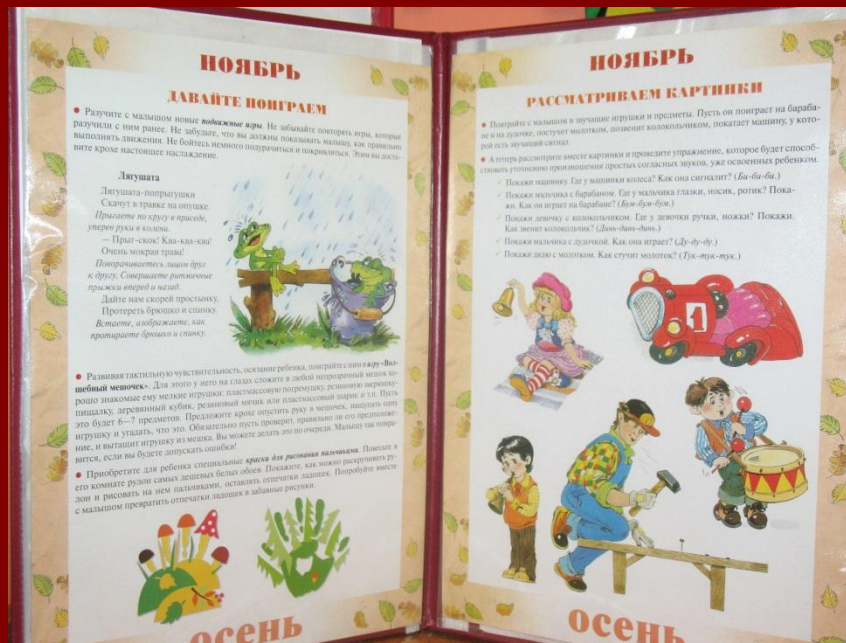 НОЯБРЬ
ДАВАЙТЕ ПОИГРАЕМ
● Разучите с малышом новые подвижные игры. Не забывайте повторять игры, которые
разучили с ним ранее. Не забудьте, что вы должны показывать малышу, как правильно
выполнять движения. Не бойтесь немного подурачиться и покривляться. Этим вы доста-
вите крохе настоящее наслаждение.
Лягушата
Лягушата-попрыгушки
Скачут в травке на опушке.
Прыгаете по кругу в приседе,
уперев руки в колени.
— Прыг-скок! Ква-ква-ква!
Очень мокрая трава!
Поворачиваетесь лицом друг
к другу. Совершаете ритмичные
прыжки вперед и назад.
Дайте нам скорей простынку,
Протереть брюшко и спинку.
Встаете, изображаете, как
протираете брюшко и спинку.
● Развивая тактильную чувствительность, осязание ребенка, поиграйте с ним в игру «Вол-
шебный мешочек». Для этого у него на глазах сложите в любой непрозрачный мешок хо-
рошо знакомые ему мелкие игрушки: пластмассовую погремушку, резиновую зверюшку-
пищалку, деревянный кубик, резиновый мячик или пластмассовый шарик и т.п. Пусть
это будет 6—7 предметов. Предложите крохе опустить руку в мешочек, нащупать одну
игрушку и угадать, что это. Обязательно пусть проверит, правильно ли его предположе-
ние, и вытащит игрушку из мешка. Вы можете делать это по очереди. Малышу так понра-
вится, если вы будете допускать ошибки!
● Приобретите для ребенка специальные краски для рисования пальчиками. Повесьте в
его комнате рулон самых дешевых белых обоев. Покажите, как можно раскручивать ру-
лон и рисовать на нем пальчиками, оставлять отпечатки ладошек. Попробуйте вместе
с малышом превратить отпечатки ладошек в забавные рисунки.
осень
НОЯБРЬ
РАССМАТРИВАЕМ КАРТИНКИ
● Поиграйте с малышом в звучащие игрушки и предметы. Пусть он поиграет на бараба-
не и на дудочке, постучит молотком, позвенит колокольчиком, покатает машину, у кото-
рой есть звуковой сигнал.
● А теперь рассмотрите вместе картинки и проведите упражнение, которое будет способ-
ствовать уточнению произношения простых согласных звуков, уже освоенных ребенком.
✓ Покажи машинку. Где у машинки колеса? Как она сигналит? (Би-би-би.)
✓ Покажи мальчика с барабаном. Где у мальчика глазки, носик, ротик? Пока-
жи. Как он играет на барабане? (Бум-бум-бум.)
✓ Покажи девочку с колокольчиком. Где у девочки ручки, ножки? Покажи.
Как звенит колокольчик? (Динь-динь-динь.)
✓ Покажи мальчика с дудочкой. Как она играет? (Ду-ду-ду.)
✓ Покажи дядю с молотком. Как стучит молоток? (Тук-тук-тук.)
1
осень